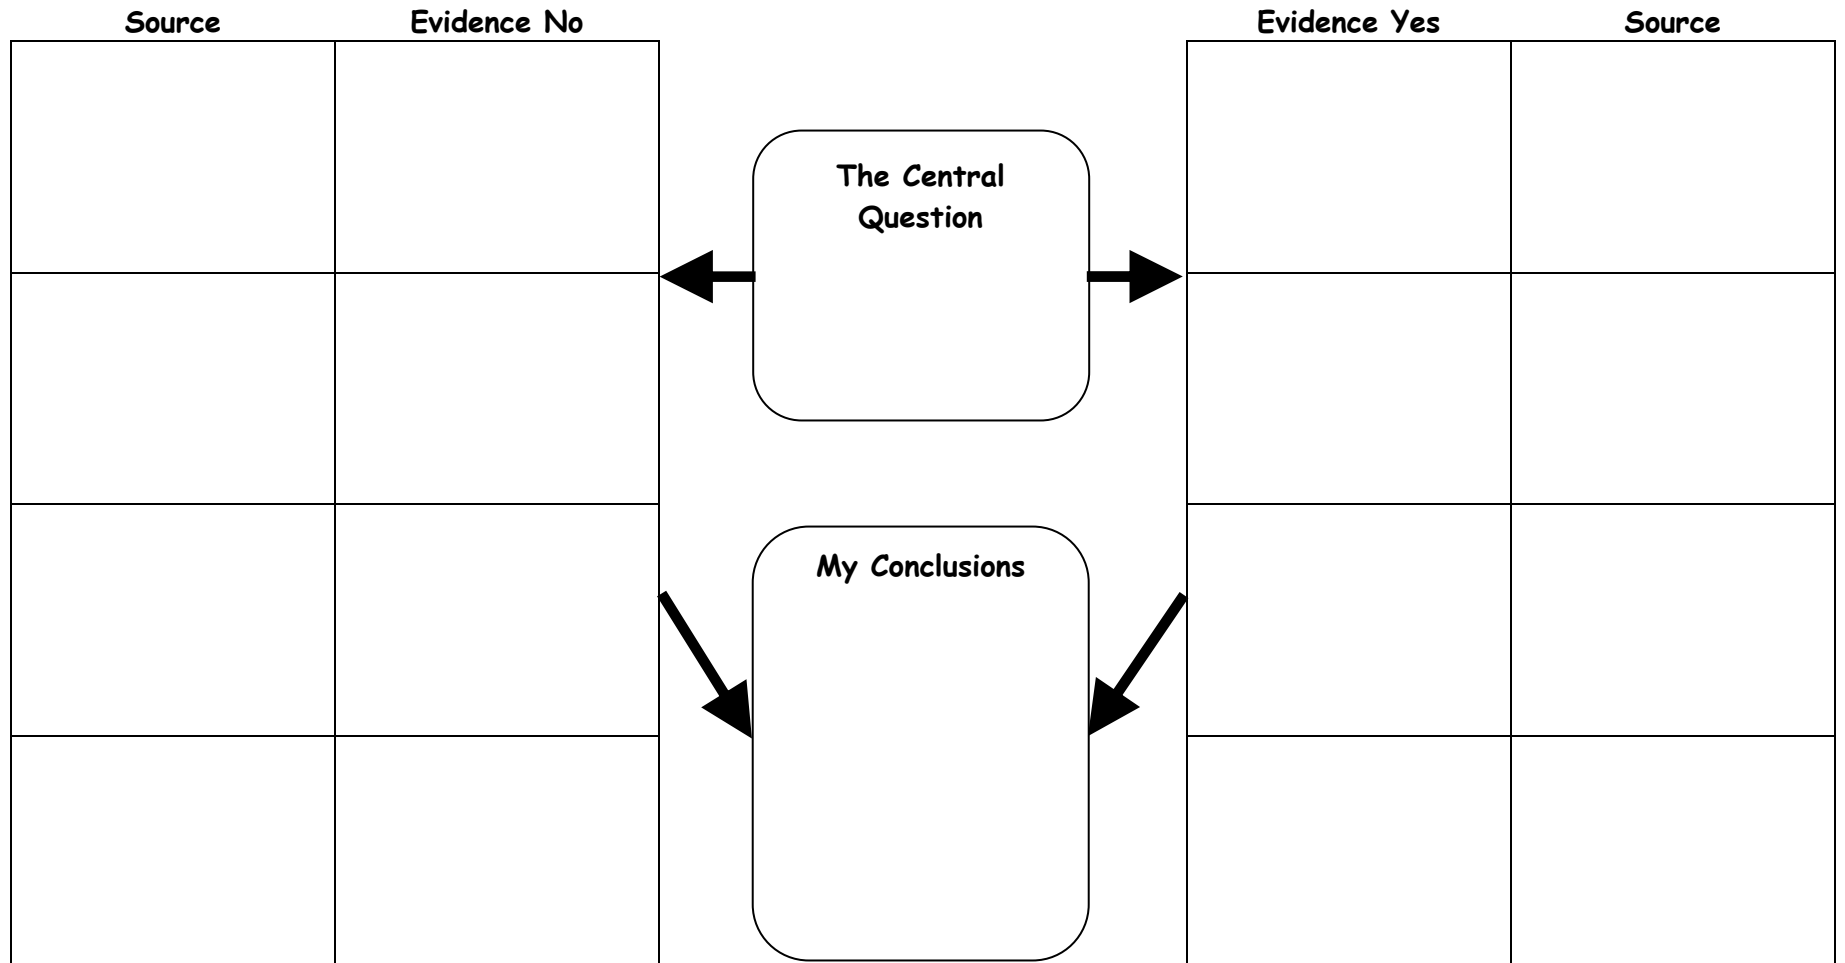 Source Evidence No Evidence Yes Source
The Central
Question
My Conclusions